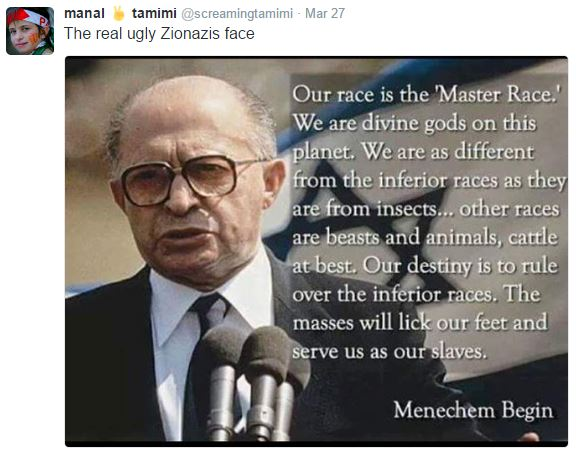 manal ✌ tamimi @screamingtamimi · Mar 27
The real ugly Zionazis face
Our race is the 'Master Race.'
We are divine gods on this
planet. We are as different
from the inferior races as they
are from insects... other races
are beasts and animals, cattle
at best. Our destiny is to rule
over the inferior races. The
masses will lick our feet and
serve us as our slaves.
Menechem Begin